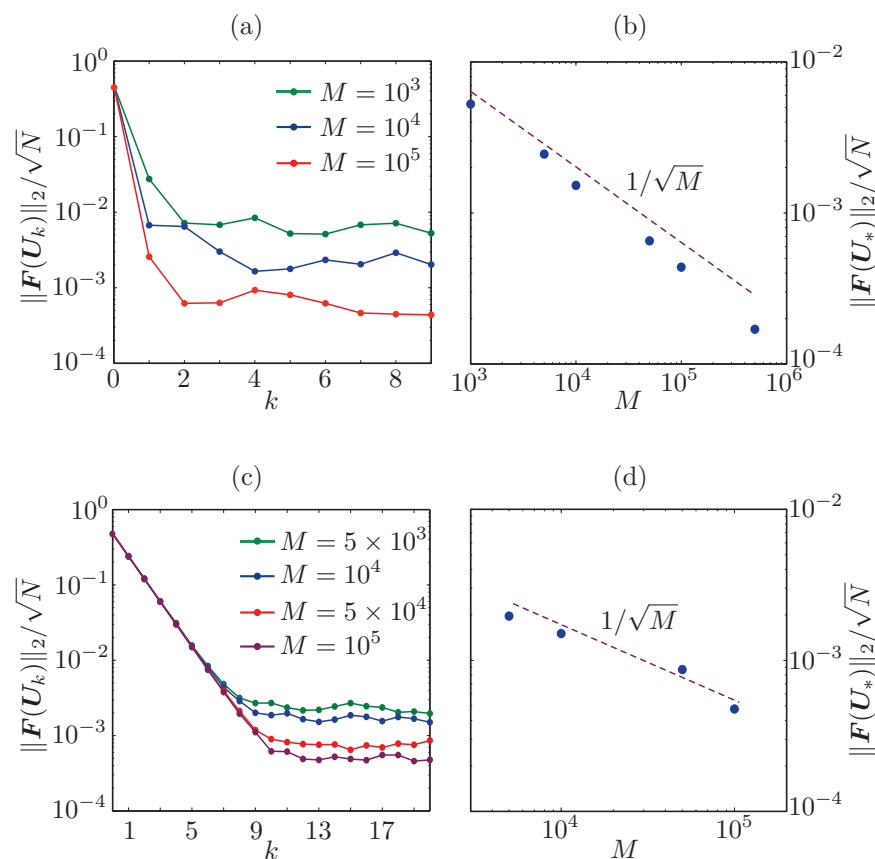 (a)
10^0
10^{-1}
10^{-2}
10^{-3}
10^{-4}
||F(U_k)||_2/√N
M = 10^3
M = 10^4
M = 10^5
0 2 4 6 8
k
(b)
10^{-2}
10^{-3}
10^{-4}
||F(U_*)||_2/√N
1/√M
10^3 10^4 10^5 10^6
M
(c)
10^0
10^{-1}
10^{-2}
10^{-3}
10^{-4}
||F(U_k)||_2/√N
M = 5 × 10^3
M = 10^4
M = 5 × 10^4
M = 10^5
1 5 9 13 17
k
(d)
10^{-2}
10^{-3}
10^{-4}
||F(U_*)||_2/√N
1/√M
10^4 10^5
M